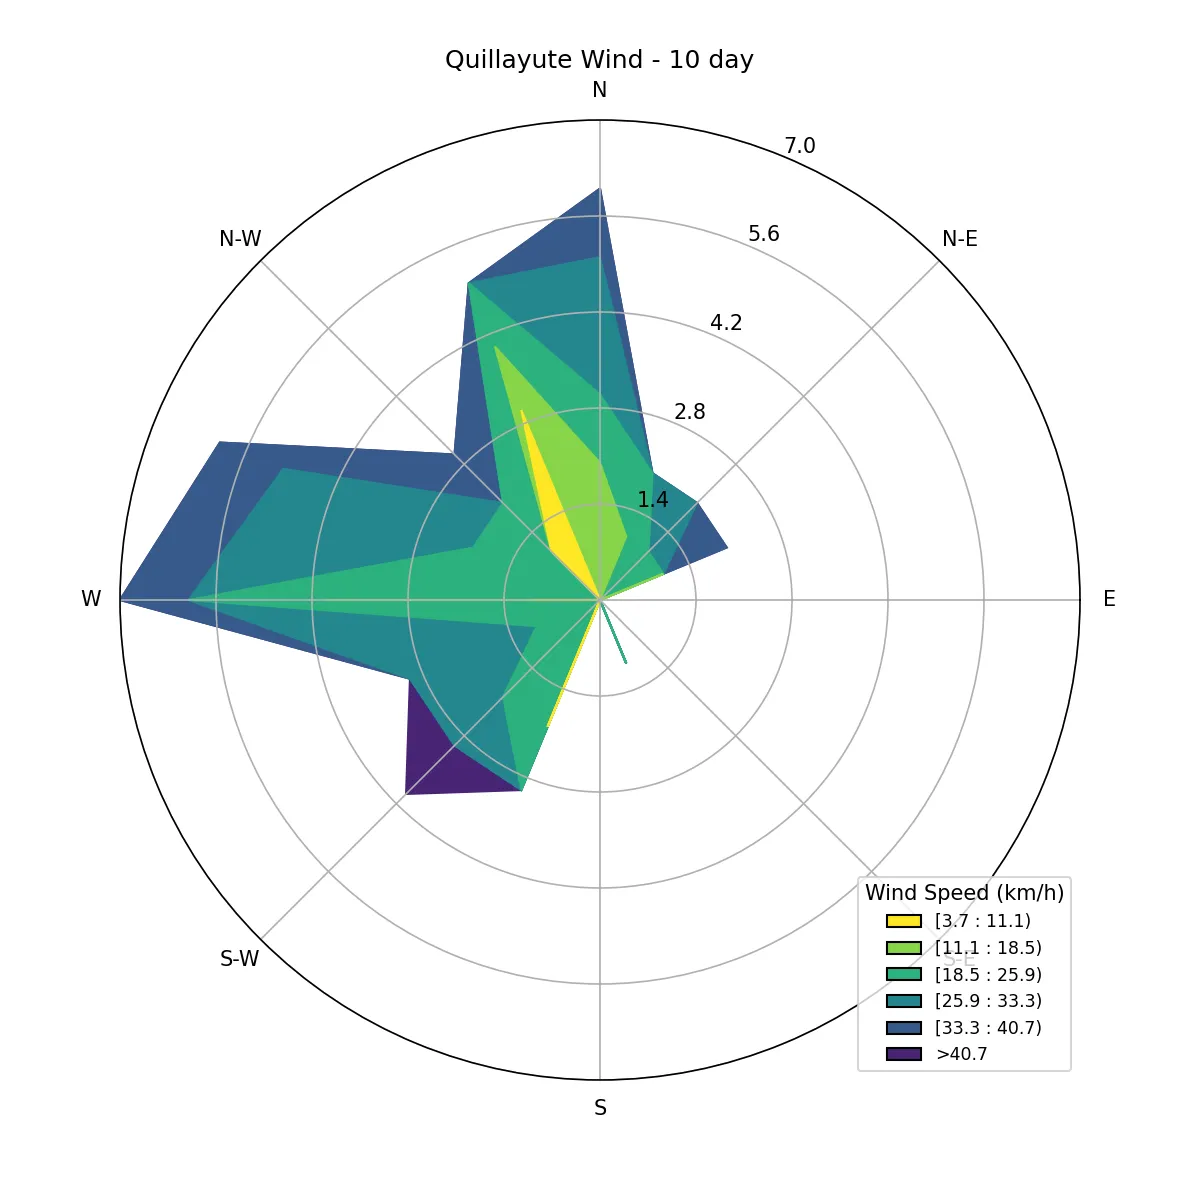 Quillayute Wind - 10 day
N
7.0
N-W
5.6
N-E
4.2
2.8
1.4
W
E
S-W
S-E
S
Wind Speed (km/h)
[3.7 : 11.1)
[11.1 : 18.5)
[18.5 : 25.9)
[25.9 : 33.3)
[33.3 : 40.7)
>40.7